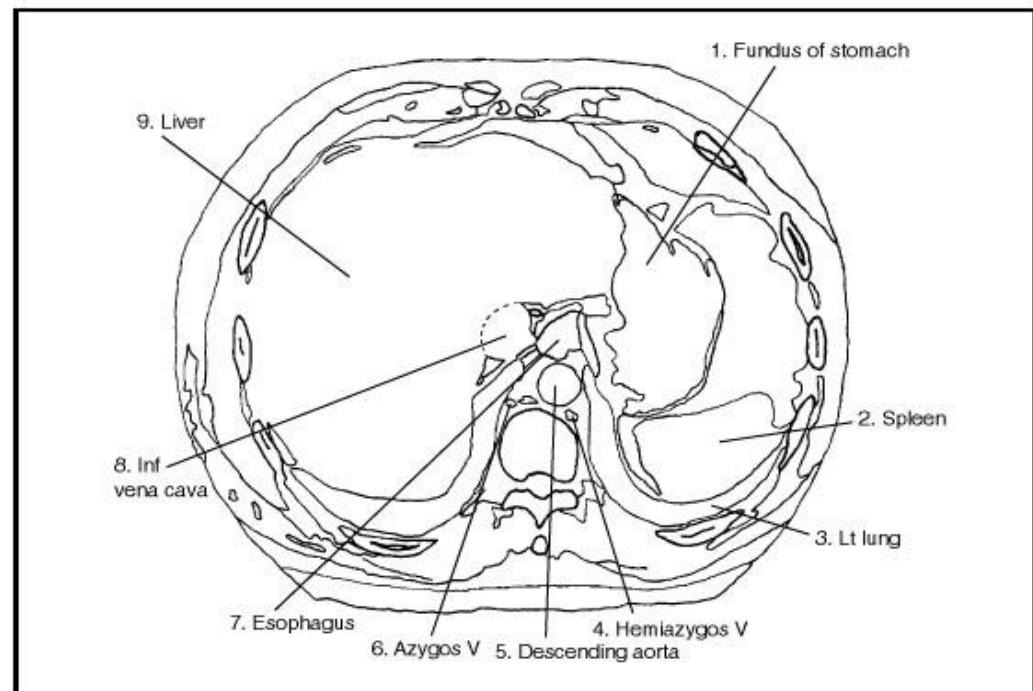 1. Fundus of stomach
9. Liver
2. Spleen
8. Inf
vena cava
3. Lt lung
7. Esophagus
4. Hemiazygos V
6. Azygos V
5. Descending aorta